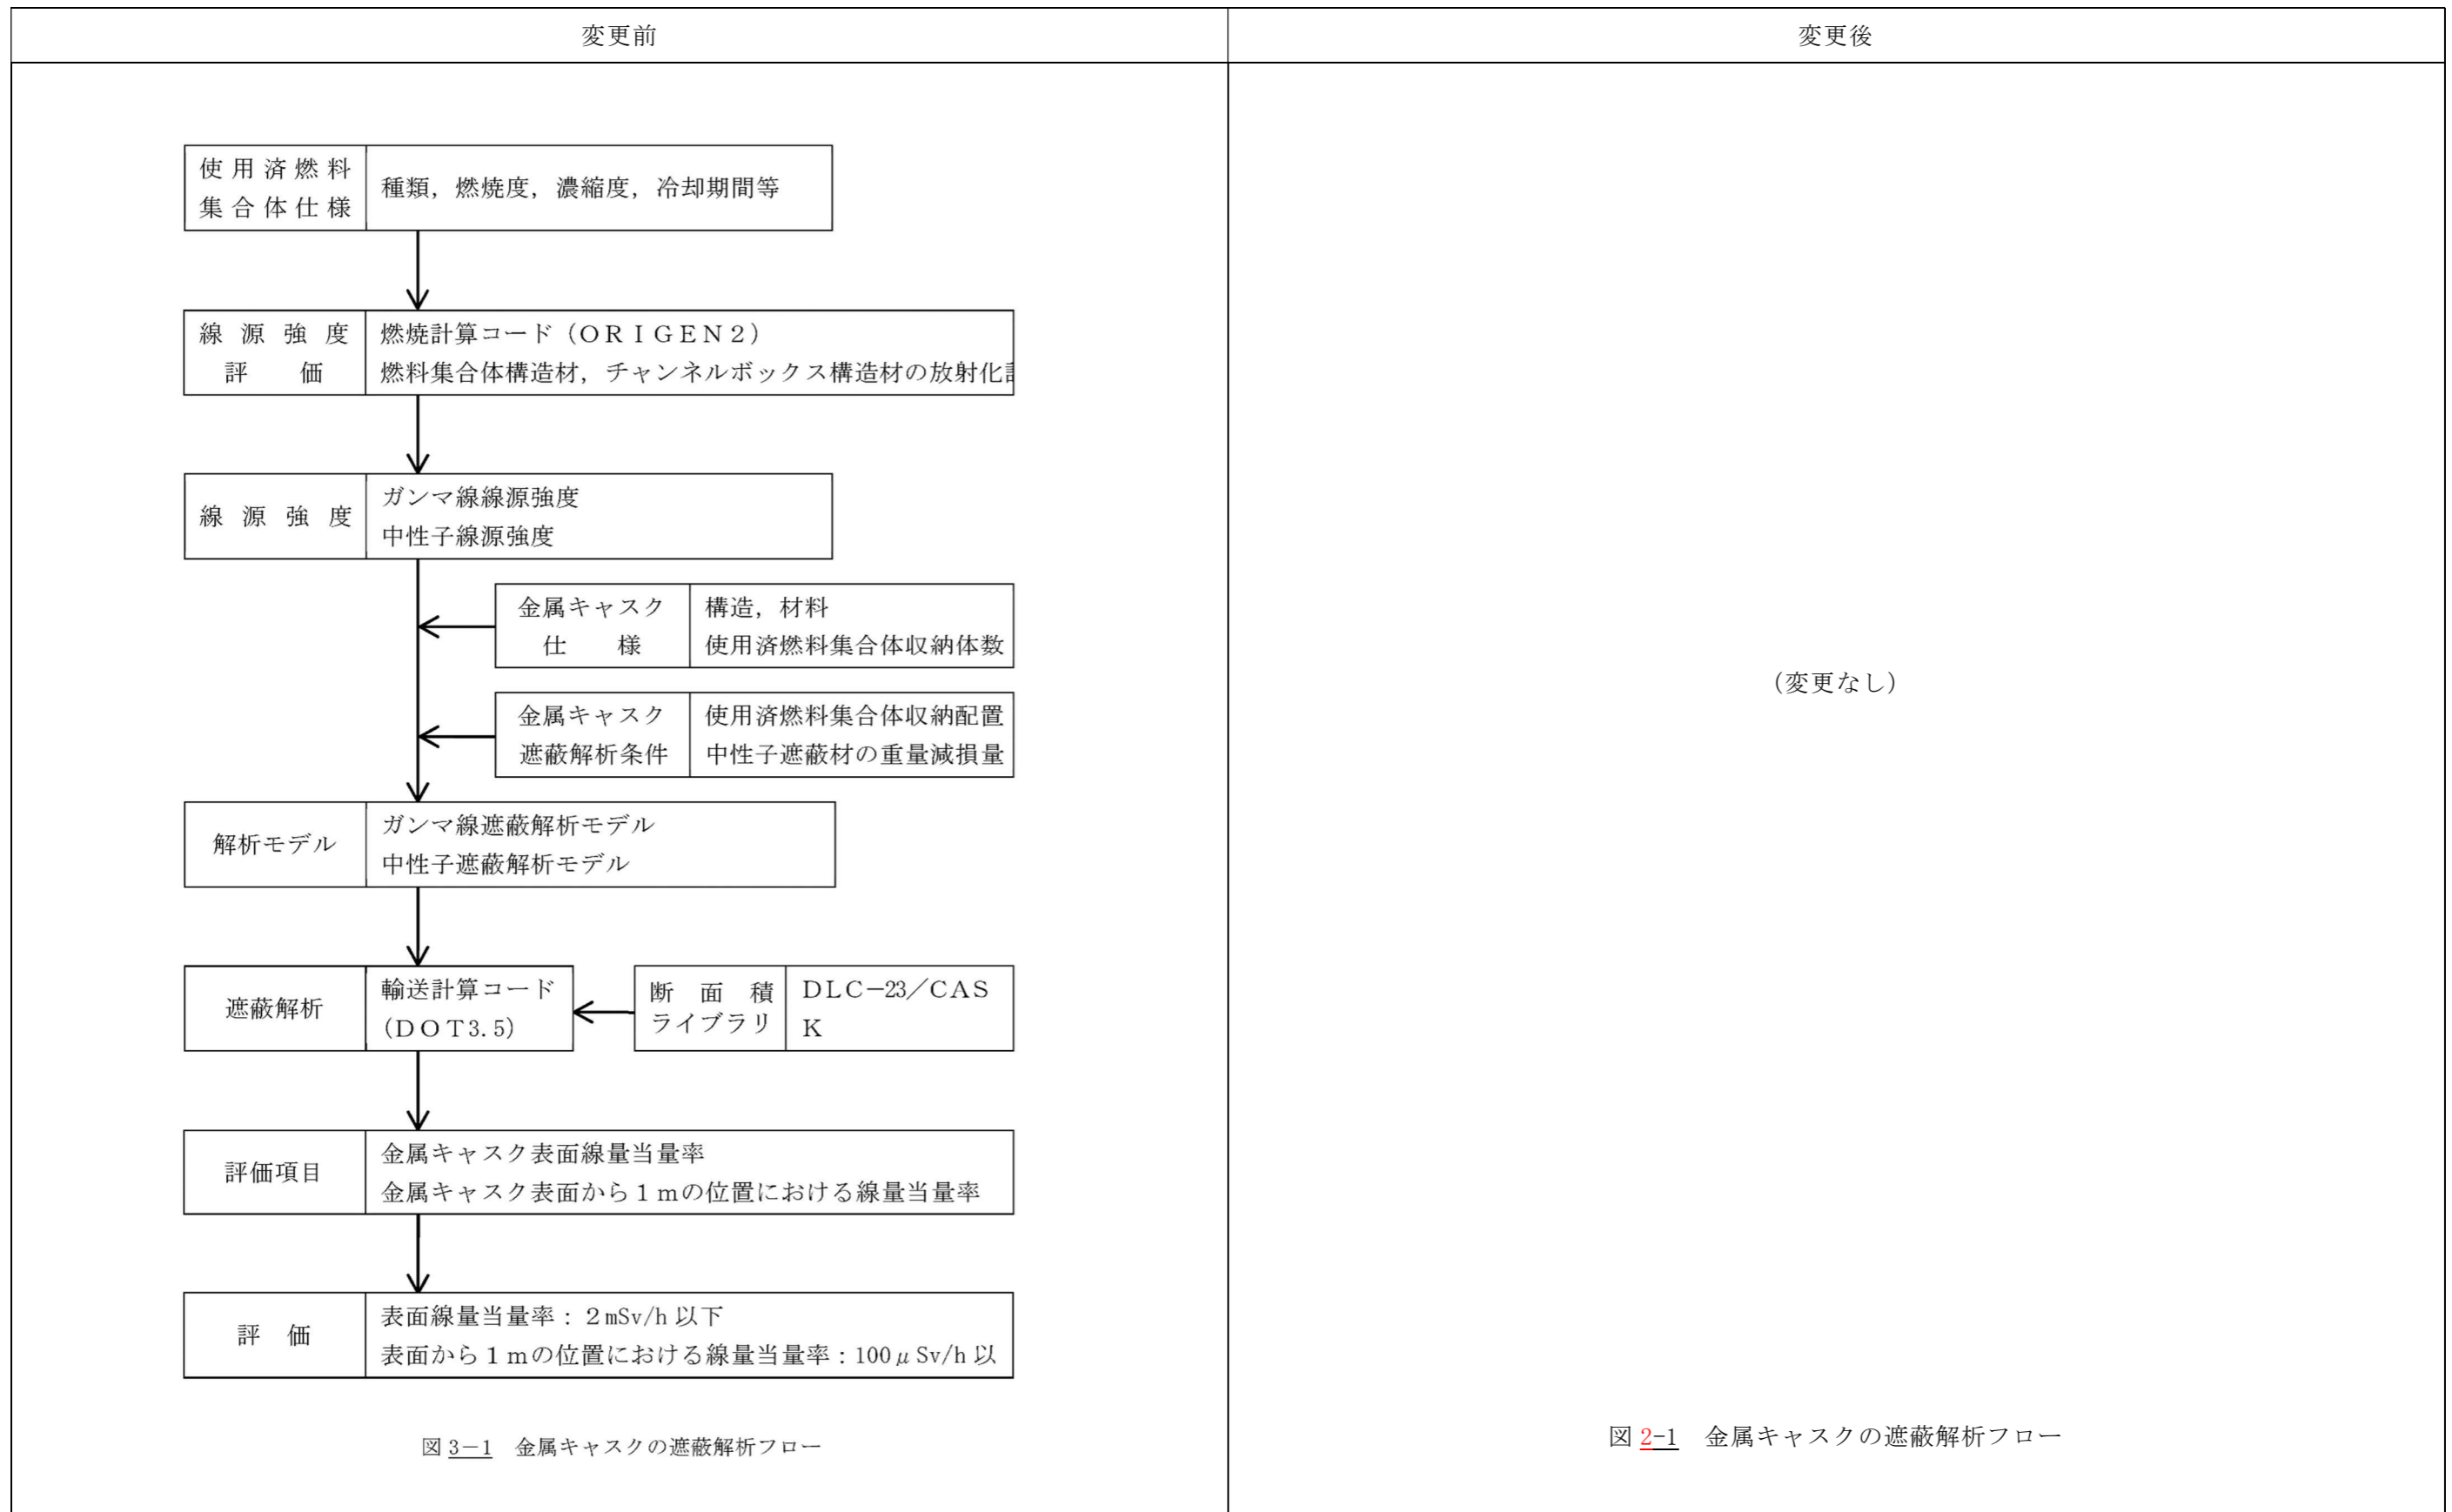 変更前
変更後
使用済燃料
集合体仕様
種類，燃焼度，濃縮度，冷却期間等
線源強度
評価
燃焼計算コード（ＯＲＩＧＥＮ２）
燃料集合体構造材，チャンネルボックス構造材の放射化
線源強度
ガンマ線線源強度
中性子線源強度
金属キャスク
仕様
構造，材料
使用済燃料集合体収納体数
金属キャスク
遮蔽解析条件
使用済燃料集合体収納配置
中性子遮蔽材の重量減損量
解析モデル
ガンマ線遮蔽解析モデル
中性子遮蔽解析モデル
遮蔽解析
輸送計算コード
（ＤＯＴ3.5）
断面積
ライブラリ
ＤＬＣ－23／ＣＡＳ
Ｋ
評価項目
金属キャスク表面線量当量率
金属キャスク表面から１ｍの位置における線量当量率
評価
表面線量当量率：２mSv/h 以下
表面から１ｍの位置における線量当量率：100μSv/h 以
図 3－1　金属キャスクの遮蔽解析フロー
（変更なし）
図 2-1　金属キャスクの遮蔽解析フロー